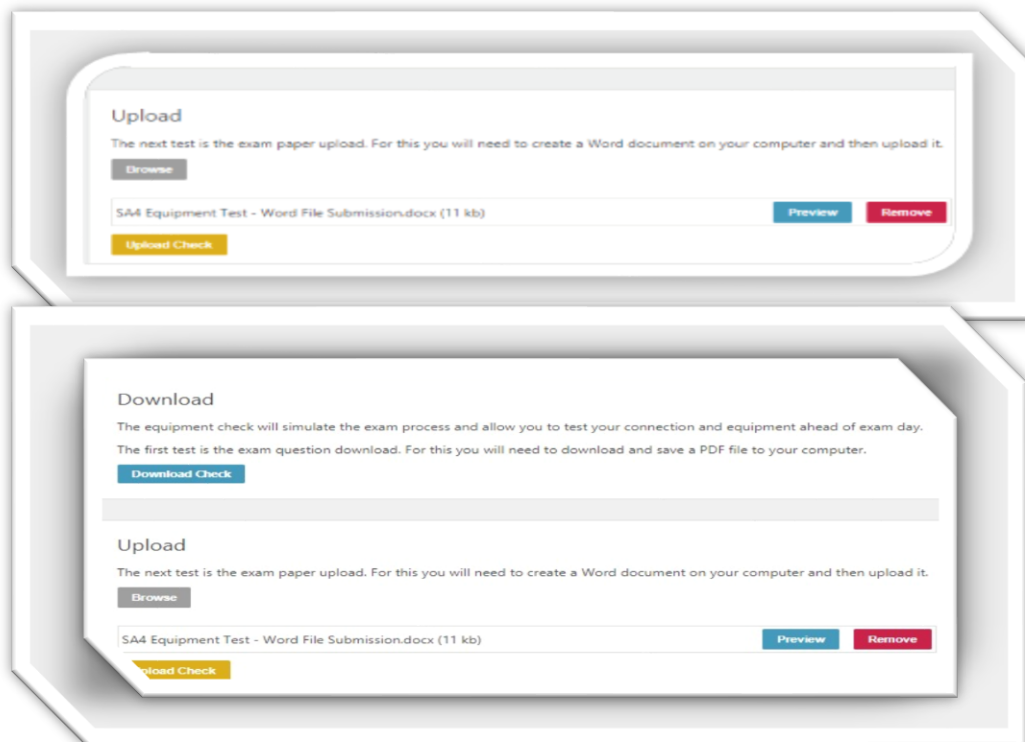 Upload
The next test is the exam paper upload. For this you will need to create a Word document on your computer and then upload it.
Browse
SA4 Equipment Test - Word File Submission.docx (11 kb) Preview Remove
Upload Check
Download
The equipment check will simulate the exam process and allow you to test your connection and equipment ahead of exam day.
The first test is the exam question download. For this you will need to download and save a PDF file to your computer.
Download Check
Upload
The next test is the exam paper upload. For this you will need to create a Word document on your computer and then upload it.
Browse
SA4 Equipment Test - Word File Submission.docx (11 kb) Preview Remove
pload Check